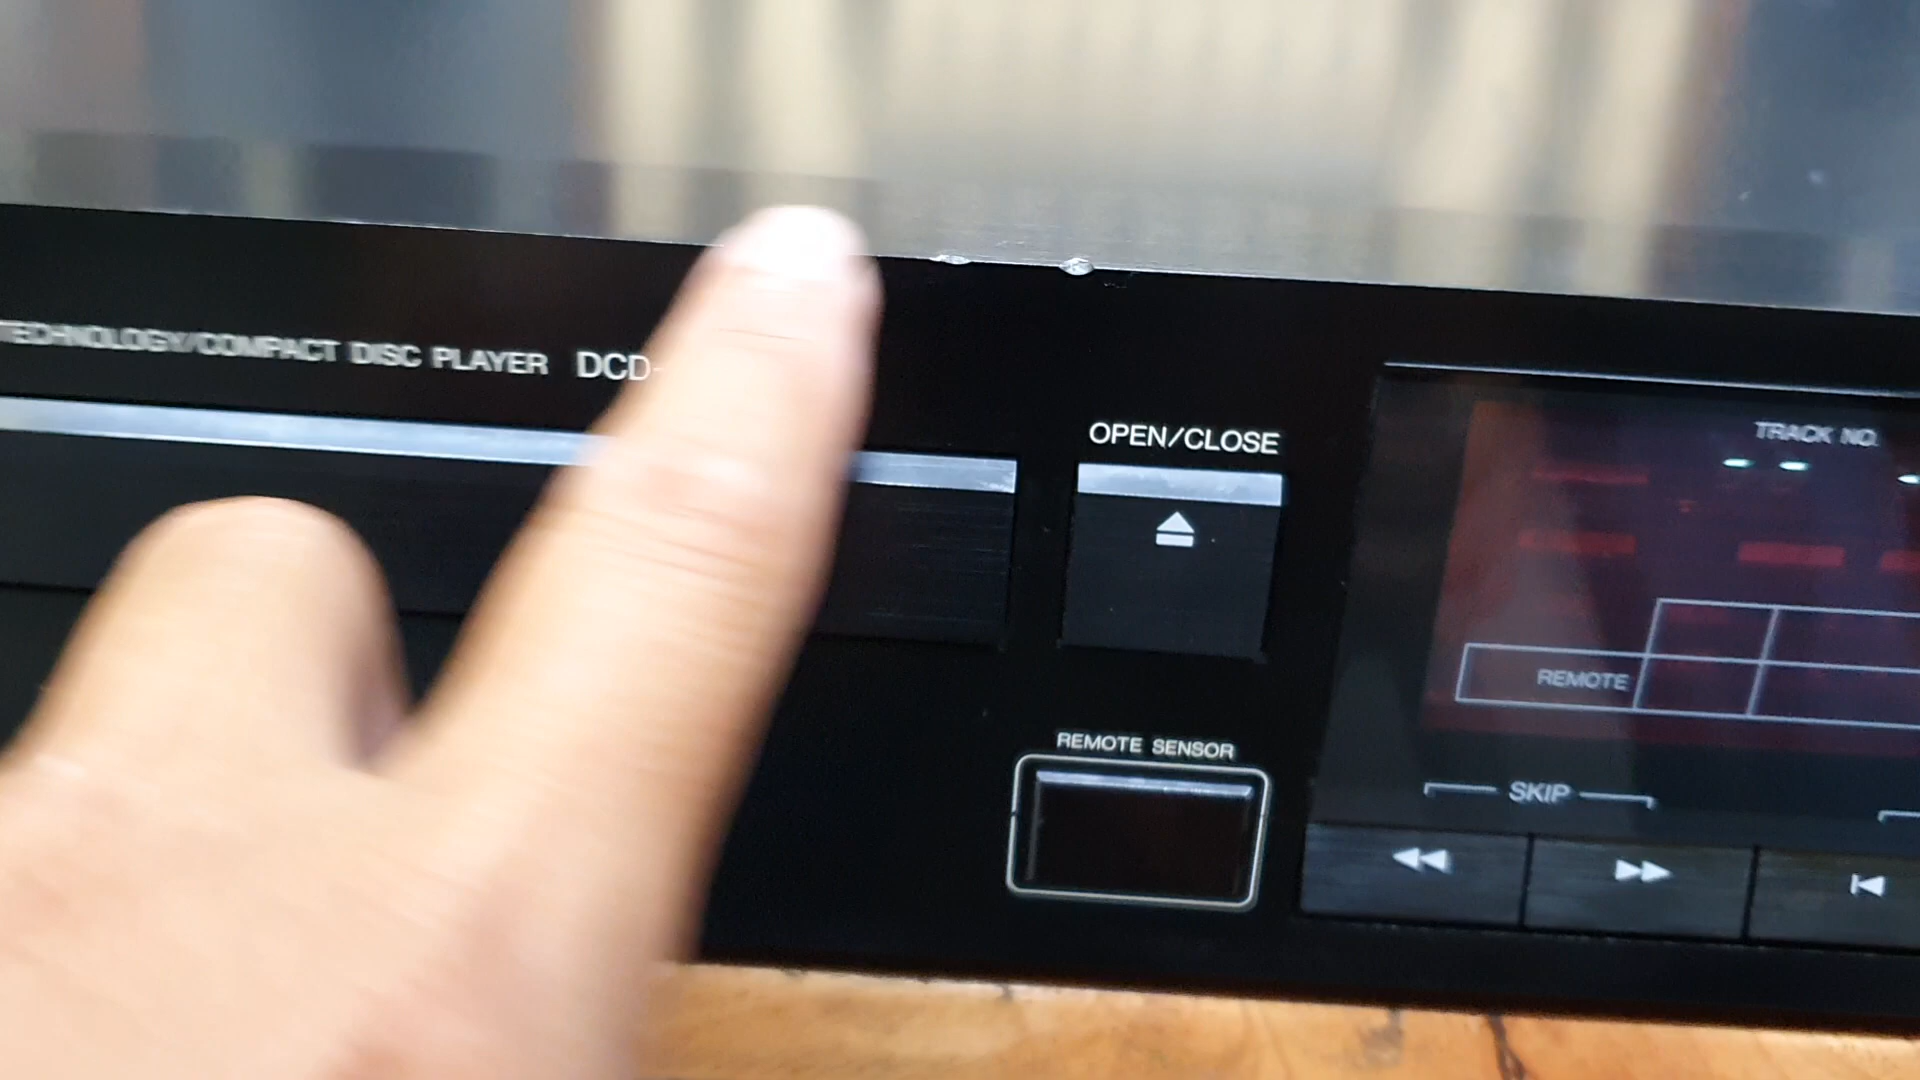 TECHNOLOGY/COMPACT DISC PLAYER DCD-
OPEN/CLOSE
TRACK NO.
REMOTE
REMOTE SENSOR
SKIP